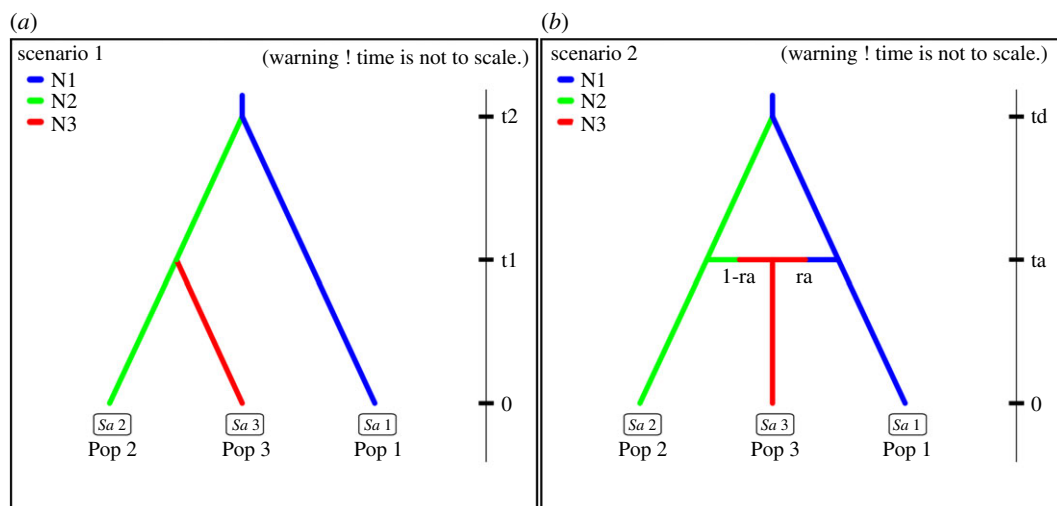 (a)
scenario 1 (warning ! time is not to scale.)
N1
N2
N3
t2
t1
0
Sa 2 Sa 3 Sa 1
Pop 2 Pop 3 Pop 1
(b)
scenario 2 (warning ! time is not to scale.)
N1
N2
N3
td
ta
1-ra ra
0
Sa 2 Sa 3 Sa 1
Pop 2 Pop 3 Pop 1